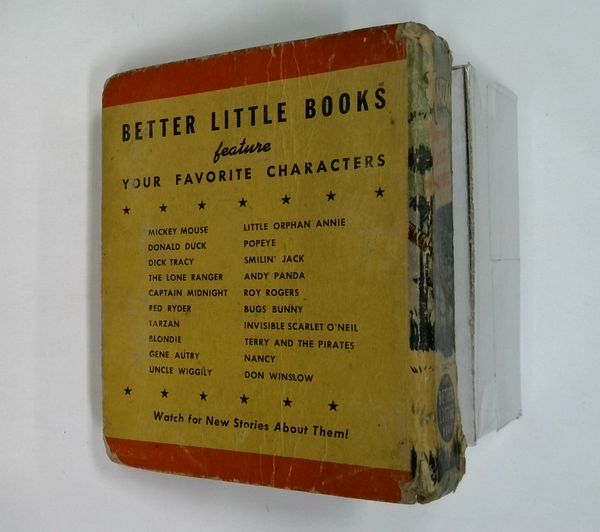 BETTER LITTLE BOOKS
feature
YOUR FAVORITE CHARACTERS
MICKEY MOUSE
DONALD DUCK
DICK TRACY
THE LONE RANGER
CAPTAIN MIDNIGHT
RED RYDER
TARZAN
BLONDIE
GENE AUTRY
UNCLE WIGGILY
LITTLE ORPHAN ANNIE
POPEYE
SMILIN' JACK
ANDY PANDA
ROY ROGERS
BUGS BUNNY
INVISIBLE SCARLET O'NEIL
TERRY AND THE PIRATES
NANCY
DON WINSLOW
Watch for New Stories About Them!
BETTER
LITTLE